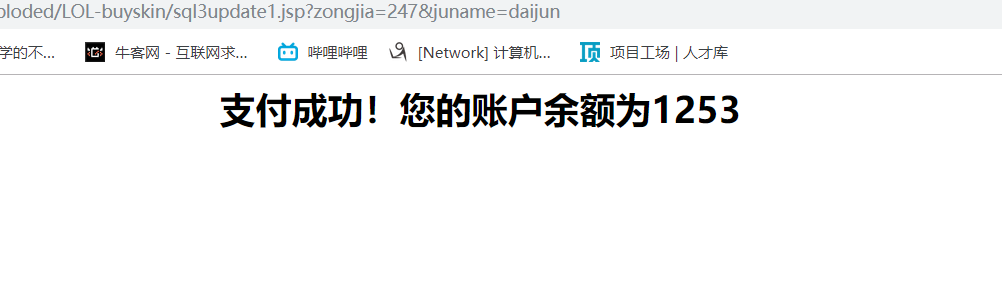 ploded/LOL-buyskin/sql3update1.jsp?zongjia=247&juname=daijun
学的不... 牛客网 - 互联网求... 哔哩哔哩 [Network] 计算机... 项目工场 | 人才库
支付成功！您的账户余额为1253